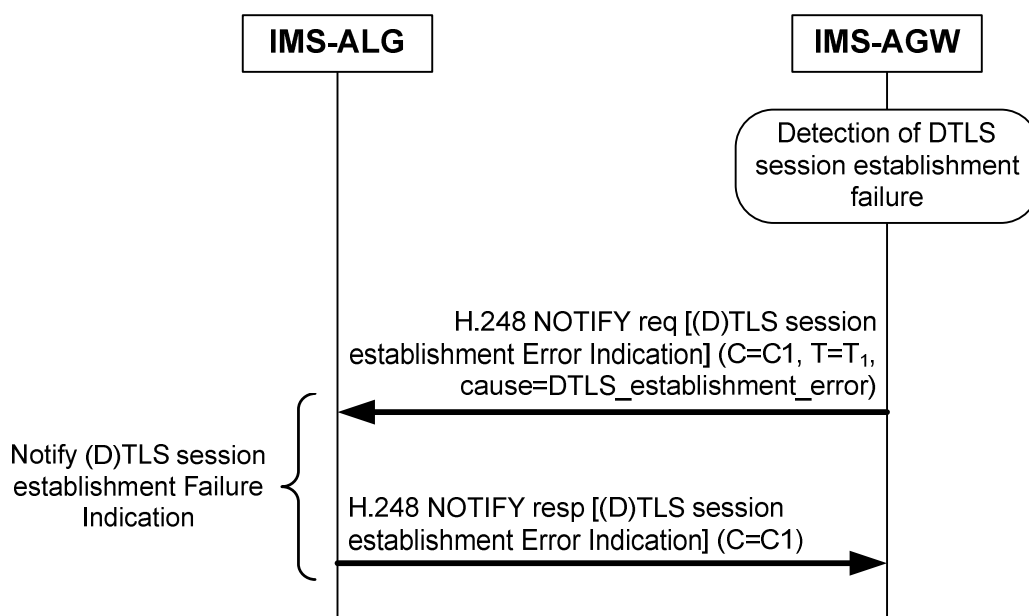 IMS-ALG
IMS-AGW
Detection of DTLS
session establishment
failure
H.248 NOTIFY req [(D)TLS session
establishment Error Indication] (C=C1, T=T₁,
cause=DTLS_establishment_error)
Notify (D)TLS session
establishment Failure
Indication
H.248 NOTIFY resp [(D)TLS session
establishment Error Indication] (C=C1)